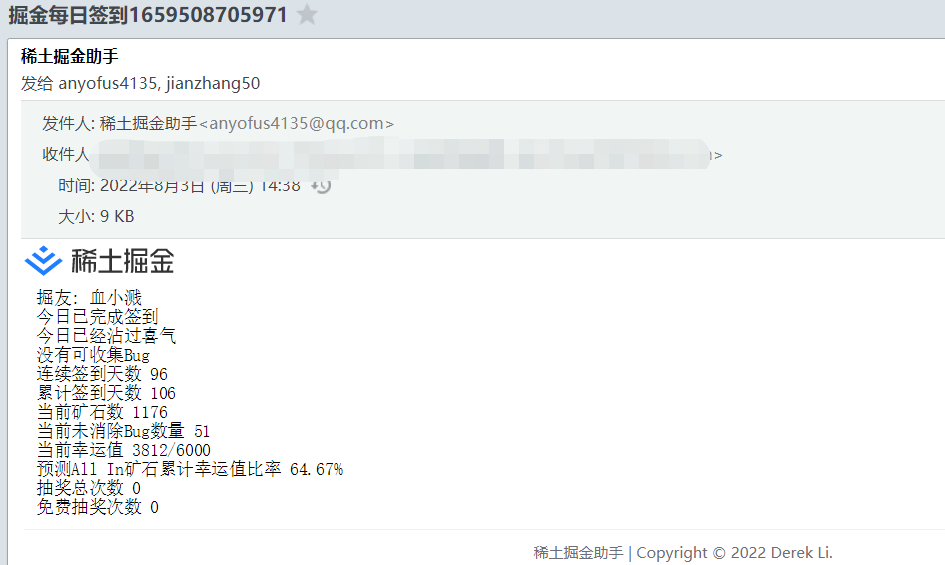 掘金每日签到1659508705971
稀土掘金助手
发给 anyofus4135, jianzhang50
发件人: 稀土掘金助手<anyofus4135@qq.com>
收件人 >
时间: 2022年8月3日 (周三) 14:38
大小: 9 KB
稀土掘金
掘友: 血小溅
今日已完成签到
今日已经沾过喜气
没有可收集Bug
连续签到天数 96
累计签到天数 106
当前矿石数 1176
当前未消除Bug数量 51
当前幸运值 3812/6000
预测All In矿石累计幸运值比率 64.67%
抽奖总次数 0
免费抽奖次数 0
稀土掘金助手 | Copyright © 2022 Derek Li.